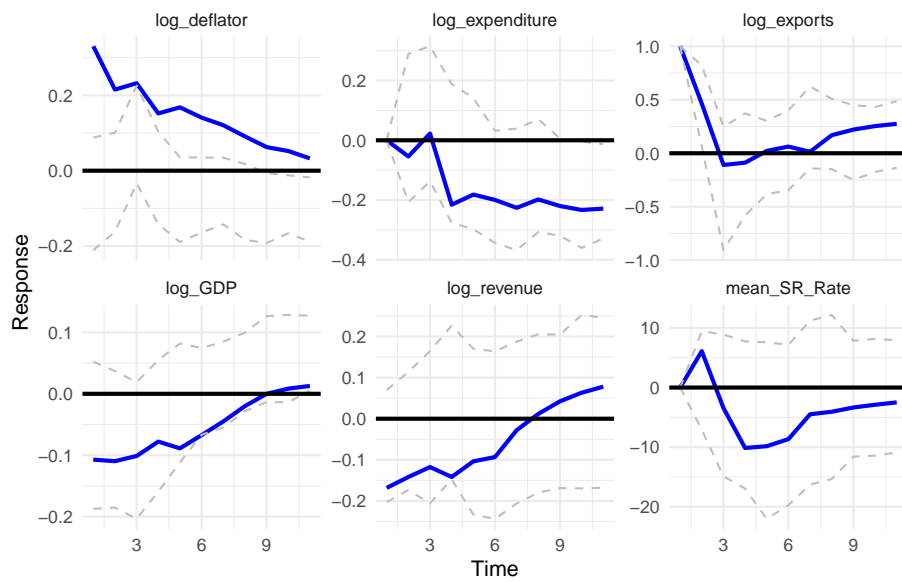 log_deflator
log_expenditure
log_exports
0.2
0.0
−0.2
0.2
0.0
−0.2
−0.4
1.0
0.5
0.0
−0.5
−1.0
Response
log_GDP
log_revenue
mean_SR_Rate
0.1
0.0
−0.1
−0.2
0.2
0.1
0.0
−0.1
−0.2
10
0
−10
−20
3 6 9
3 6 9
3 6 9
Time